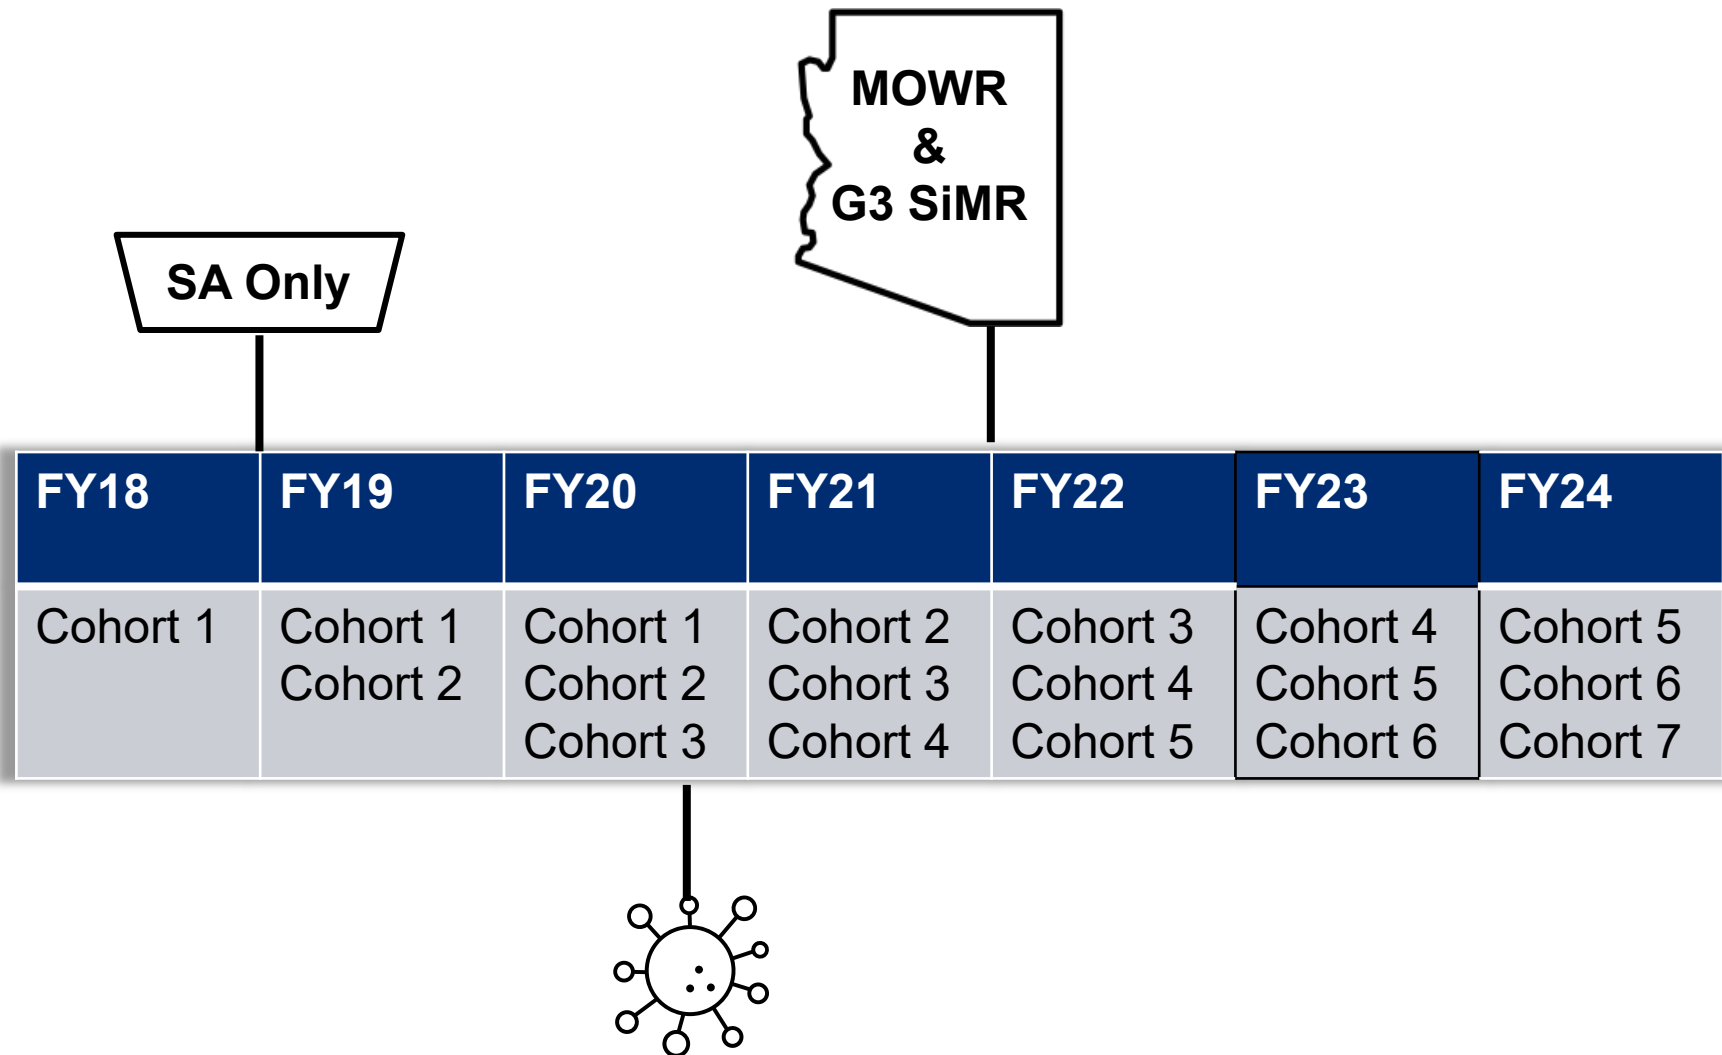 MOWR
&
G3 SiMR
SA Only
FY18 FY19 FY20 FY21 FY22 FY23 FY24
Cohort 1 Cohort 1 Cohort 1 Cohort 2 Cohort 3 Cohort 4 Cohort 5
Cohort 2 Cohort 2 Cohort 3 Cohort 4 Cohort 5 Cohort 6
Cohort 3 Cohort 4 Cohort 5 Cohort 6 Cohort 7